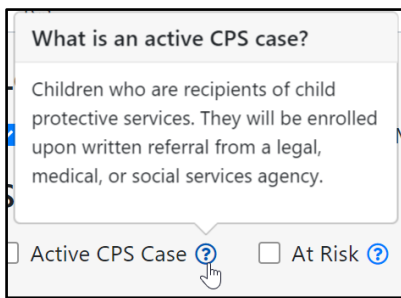 What is an active CPS case?
Children who are recipients of child
protective services. They will be enrolled
upon written referral from a legal,
medical, or social services agency.
S
Active CPS Case ?
At Risk ?